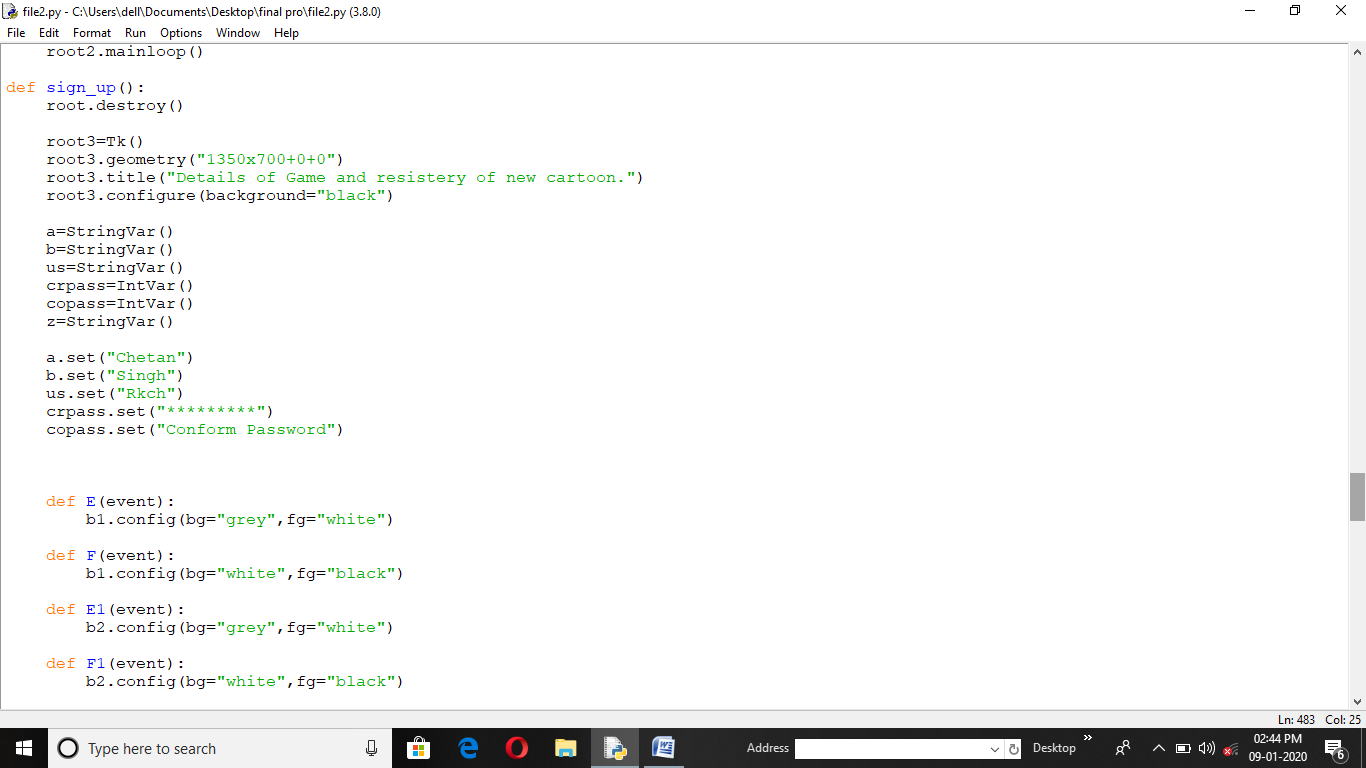 file2.py - C:\Users\dell\Documents\Desktop\final pro\file2.py (3.8.0)
File Edit Format Run Options Window Help
    root2.mainloop()

def sign_up():
    root.destroy()

    root3=Tk()
    root3.geometry("1350x700+0+0")
    root3.title("Details of Game and resistery of new cartoon.")
    root3.configure(background="black")

    a=StringVar()
    b=StringVar()
    us=StringVar()
    crpass=IntVar()
    copass=IntVar()
    z=StringVar()

    a.set("Chetan")
    b.set("Singh")
    us.set("Rkch")
    crpass.set("*********")
    copass.set("Conform Password")

    def E(event):
        b1.config(bg="grey",fg="white")

    def F(event):
        b1.config(bg="white",fg="black")

    def E1(event):
        b2.config(bg="grey",fg="white")

    def F1(event):
        b2.config(bg="white",fg="black")

Ln: 483 Col: 25
Type here to search
Address
Desktop
02:44 PM
09-01-2020
6